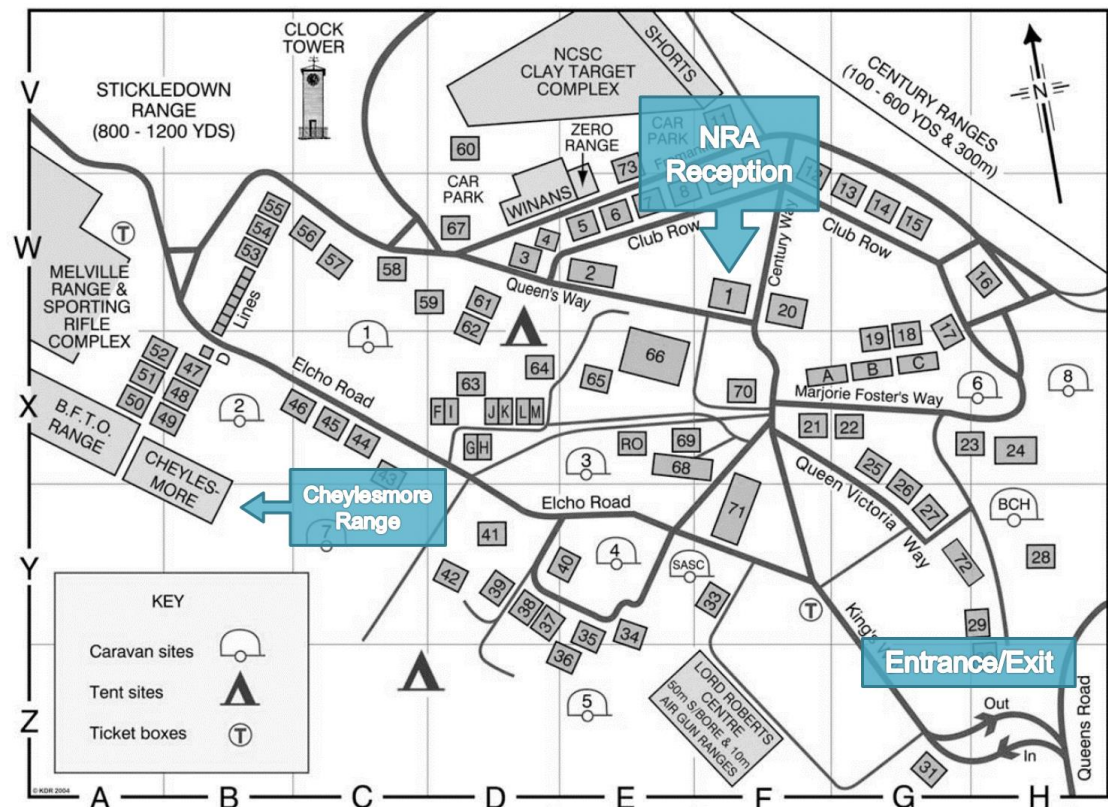 CLOCK
TOWER
V
STICKLEDOWN
RANGE
(800 - 1200 YDS)
NCSC
CLAY TARGET
COMPLEX
SHORTS
CENTURY RANGES
(100 - 600 YDS & 300m)
H
N
60
CAR
PARK
ZERO
RANGE
73
CAR
PARK
11
NRA
Reception
WINANS
67
5
6
7
8
12
13
14
15
W
T
55
54
53
56
57
58
59
4
3
2
Club Row
Queen's Way
Century Way
Club Row
16
MELVILLE
RANGE &
SPORTING
RIFLE
COMPLEX
Lines
D
61
62
1
20
1
66
19
18
17
52
51
50
47
48
49
Elcho Road
64
65
63
70
A
B
C
Marjorie Foster's Way
6
8
X
B.F.T.O.
RANGE
2
46
45
44
43
F
I
J
K
L
M
G
H
3
RO
69
68
21
22
23
24
CHEYLES-
MORE
Cheylesmore
Range
7
Elcho Road
71
Queen Victoria
Way
25
26
27
BCH
28
Y
41
42
40
39
38
37
36
35
34
4
SASC
33
T
72
29
KEY
Caravan sites
Tent sites
Ticket boxes
T
King's
Entrance/Exit
Z
5
LORD ROBERTS
CENTRE
50m S/BORE & 10m
AIR GUN RANGES
Out
In
Queens Road
31
© KDR 2004
A
B
C
D
E
F
G
H